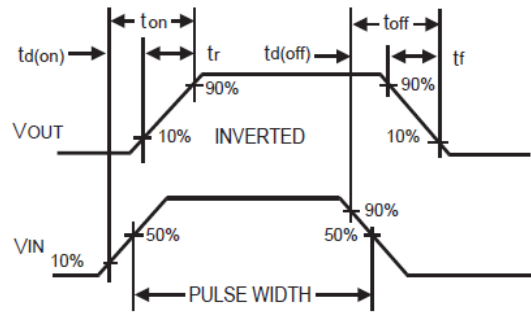 ton toff
td(on) tr td(off) tf
90% 90%
VOUT 10% INVERTED 10%
90%
VIN 10% 50% 50%
PULSE WIDTH